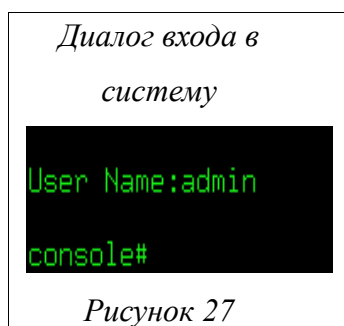 Диалог входа в
систему
User Name:admin
console#
Рисунок 27